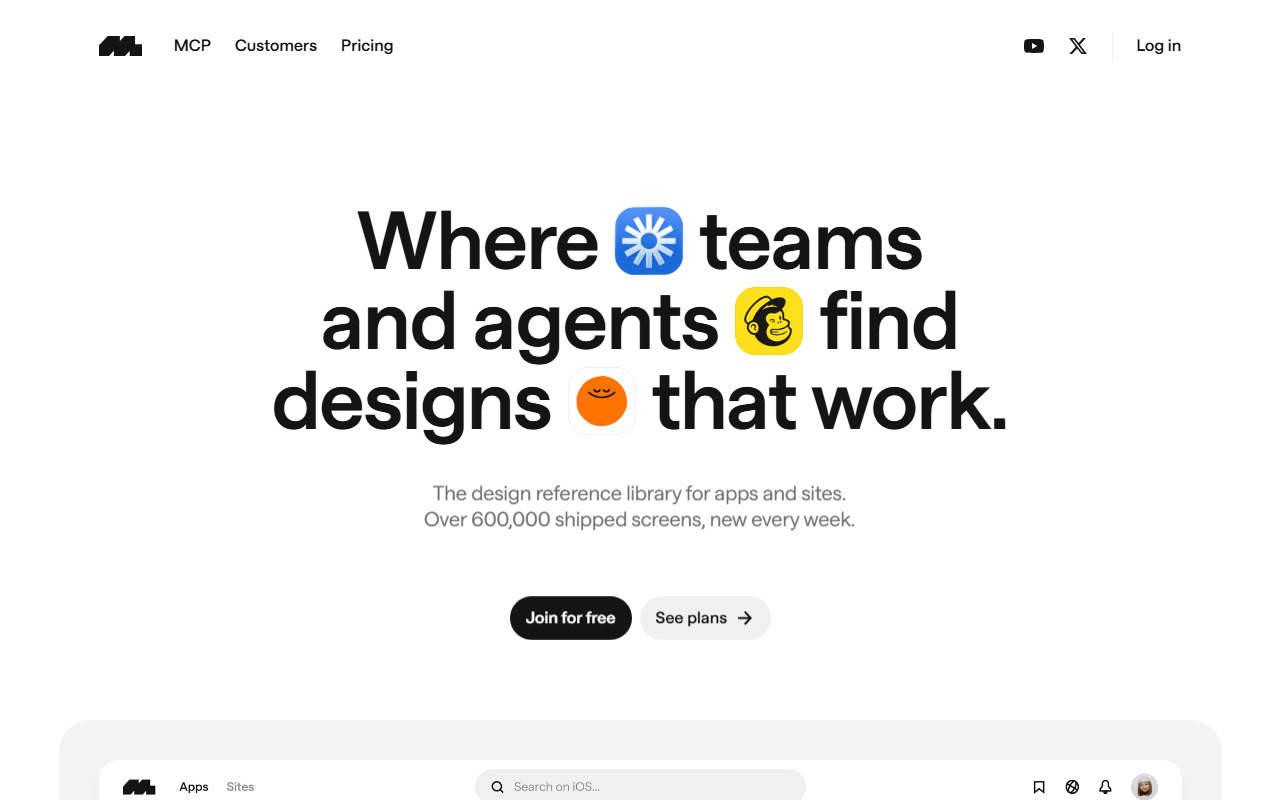 MCP
Customers
Pricing
Log in
Where teams
and agents find
designs that work.
The design reference library for apps and sites.
Over 600,000 shipped screens, new every week.
Join for free
See plans
Apps
Sites
Search on iOS...